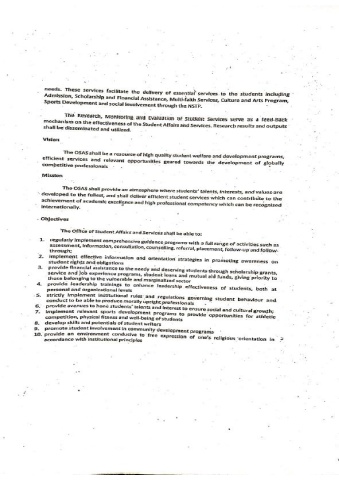 needs. These services facilitate the delivery of essential services to the students including
Admission, Scholarship and Financial Assistance, Multi-faith Services, Culture and Arts Program,
Sports Development and social involvement through the NSTP.
The Research, Monitoring and Evaluation of Student Services serve as a feed-back
mechanism on the effectiveness of the Student Affairs and Services. Research results and outputs
shall be disseminated and utilized.
Vision
The OSAS shall be a resource of high quality student welfare and development programs,
efficient services and relevant opportunities geared towards the development of globally
competitive professionals
Mission
The OSAS shall provide an atmosphere where students' talents, interests, and values are
developed to the fullest, and shall deliver efficient student services which can contribute to the
achievement of academic excellence and high professional competency which can be recognized
internationally.
Objectives
The Office of Student Affairs and Services shall be able to:
1. regularly implement comprehensive guidance program with a full range of activities such as
assessment, information, consultation, counselling, referral, placement, follow-up and follow-
through;
2. implement effective information and orientation strategies in promoting awareness on
student rights and obligations
3. provide financial assistance to the needy and deserving students through scholarship grants,
service and job experience programs, student loans and mutual aid funds, giving priority to
those belonging to the vulnerable and marginalized sector
4. provide leadership trainings to enhance leadership effectiveness of students, both at
personal and organizational levels
5. strictly implement institutional rules and regulations governing student behaviour and
conduct to be able to produce morally upright professionals
6. provide avenues to hone students' talents and interest to ensure social and cultural growth;
7. implement relevant sports development programs to provide opportunities for athletic
competition, physical fitness and well-being of students
8. develop skills and potentials of student writers
9. promote student involvement in community development programs
10. provide an environment conducive to free expression of one's religious orientation in
accordance with institutional principles